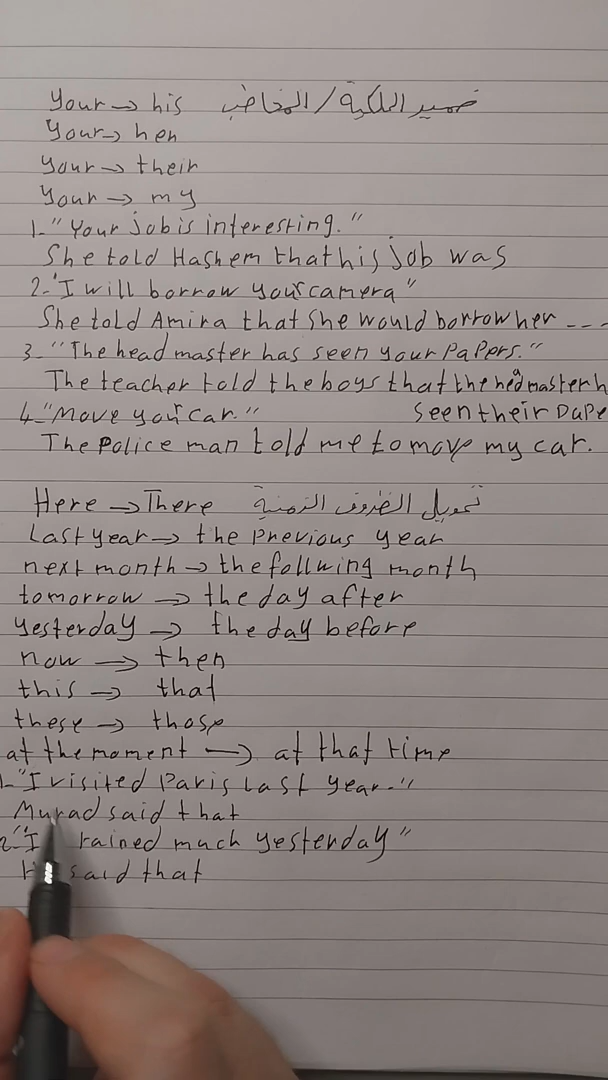 Your → his ضمير الملكية / المخاطب
Your → her
your → their
Your → my
1- "Your job is interesting."
She told Hashem that his job was
2- "I will borrow your camera"
She told Amira that she would borrow her ---
3- "The head master has seen your papers."
The teacher told the boys that the head master h
seen their pape
4- "Move your car."
The police man told me to move my car.
Here → There تحويل الظروف الزمنية
Last year → the previous year
next month → the follwing month
tomorrow → the day after
yesterday → the day before
now → then
this → that
these → those
at the moment → at that time
1- "I visited Paris last year."
Murad said that
2- "I rained much yesterday"
said that